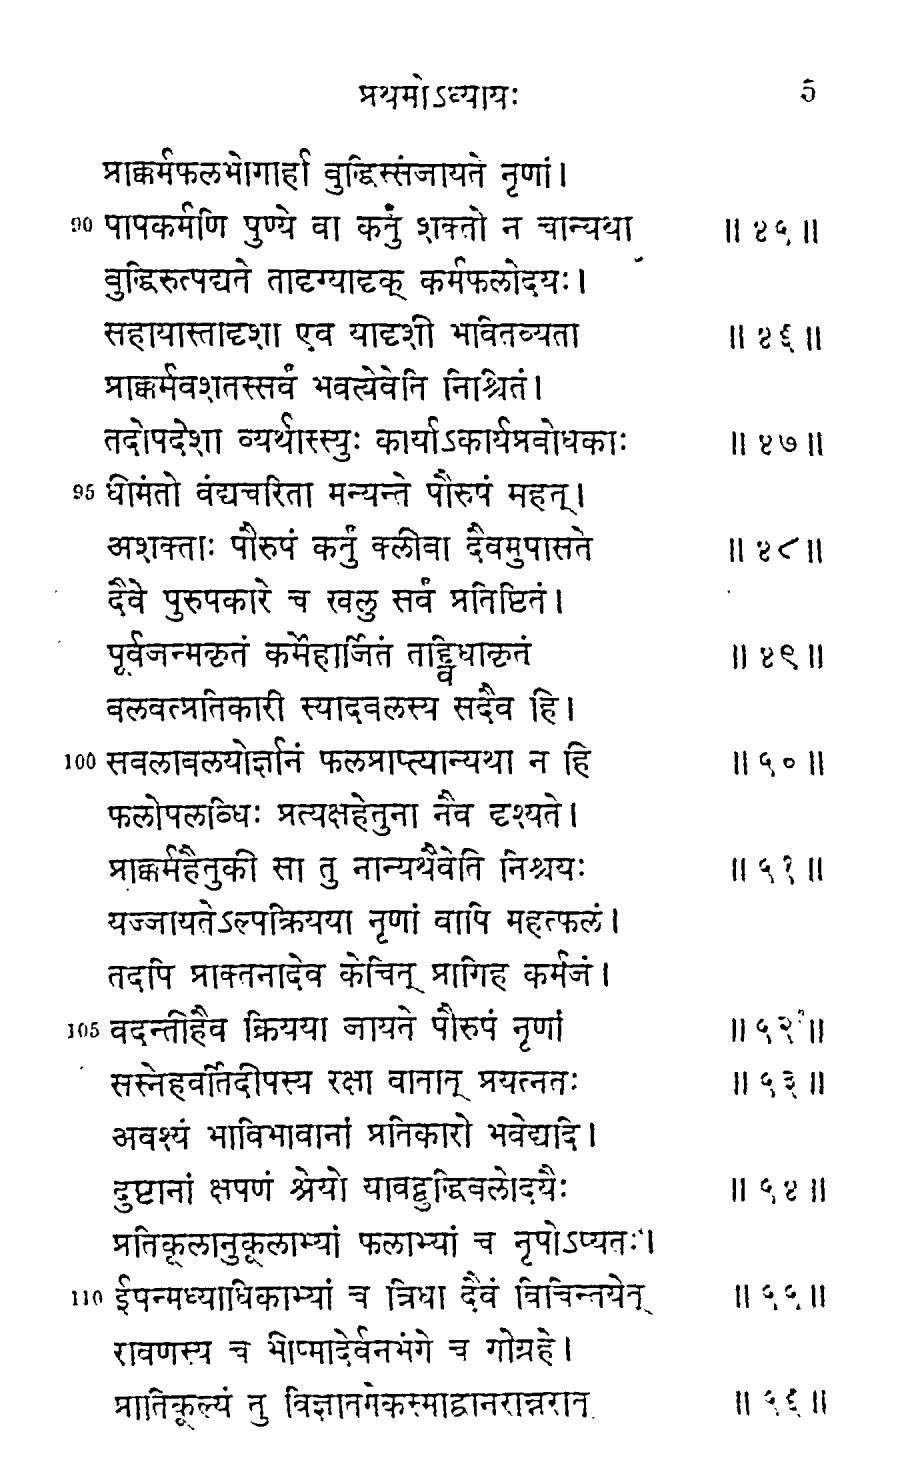 प्रथमोऽध्यायः 5
प्राक्कर्मफलभोगार्हा बुद्धिस्संजायते नृणां।
90 पापकर्मणि पुण्ये वा कर्तुं शक्तो न चान्यथा ॥ ४५ ॥
बुद्धिरुत्पद्यते तादृग्यादृक् कर्मफलोदयः।
सहायास्तादृशा एव यादृशी भवितव्यता ॥ ४६ ॥
प्राक्कर्मवशतस्सर्वं भवत्येवेति निश्चितं।
तदोपदेशा व्यर्थास्स्युः कार्याऽकार्यप्रबोधकाः ॥ ४७ ॥
95 धीमंतो वंद्यचरिता मन्यन्ते पौरुषं महत्।
अशक्ताः पौरुषं कर्तुं क्लीबा दैवमुपासते ॥ ४८ ॥
दैवे पुरुषकारे च खलु सर्वं प्रतिष्टितं।
पूर्वजन्मकृतं कर्मेहार्जितं तद्द्विधाकृतं ॥ ४९ ॥
बलवत्प्रतिकारी स्यादबलस्य सदैव हि।
100 सबलाबलयोर्ज्ञानं फलप्राप्त्यान्यथा न हि ॥ ५० ॥
फलोपलब्धिः प्रत्यक्षहेतुना नैव दृश्यते।
प्राक्कर्महैतुकी सा तु नान्यथैवेति निश्चयः ॥ ५१ ॥
यज्जायतेऽल्पक्रियया नृणां वापि महत्फलं।
तदपि प्राक्तनादेव केचित् प्रागिह कर्मजं।
105 वदन्तीहैव क्रियया जायते पौरुषं नृणां ॥ ५२ ॥
सस्नेहवर्तिदीपस्य रक्षा वातात् प्रयत्नतः ॥ ५३ ॥
अवश्यं भाविभावानां प्रतिकारो भवेद्यदि।
दुष्टानां क्षपणं श्रेयो यावद्बुद्धिबलोदयैः ॥ ५४ ॥
प्रतिकूलानुकूलाभ्यां फलाभ्यां च नृपोऽप्यतः।
110 ईषन्मध्याधिकाभ्यां च त्रिधा दैवं विचिन्तयेत् ॥ ५५ ॥
रावणस्य च भीष्मादेर्वनभंगे च गोग्रहे।
प्रातिकूल्यं तु विज्ञातमेकस्माद्वानरान्नरात् ॥ ५६ ॥